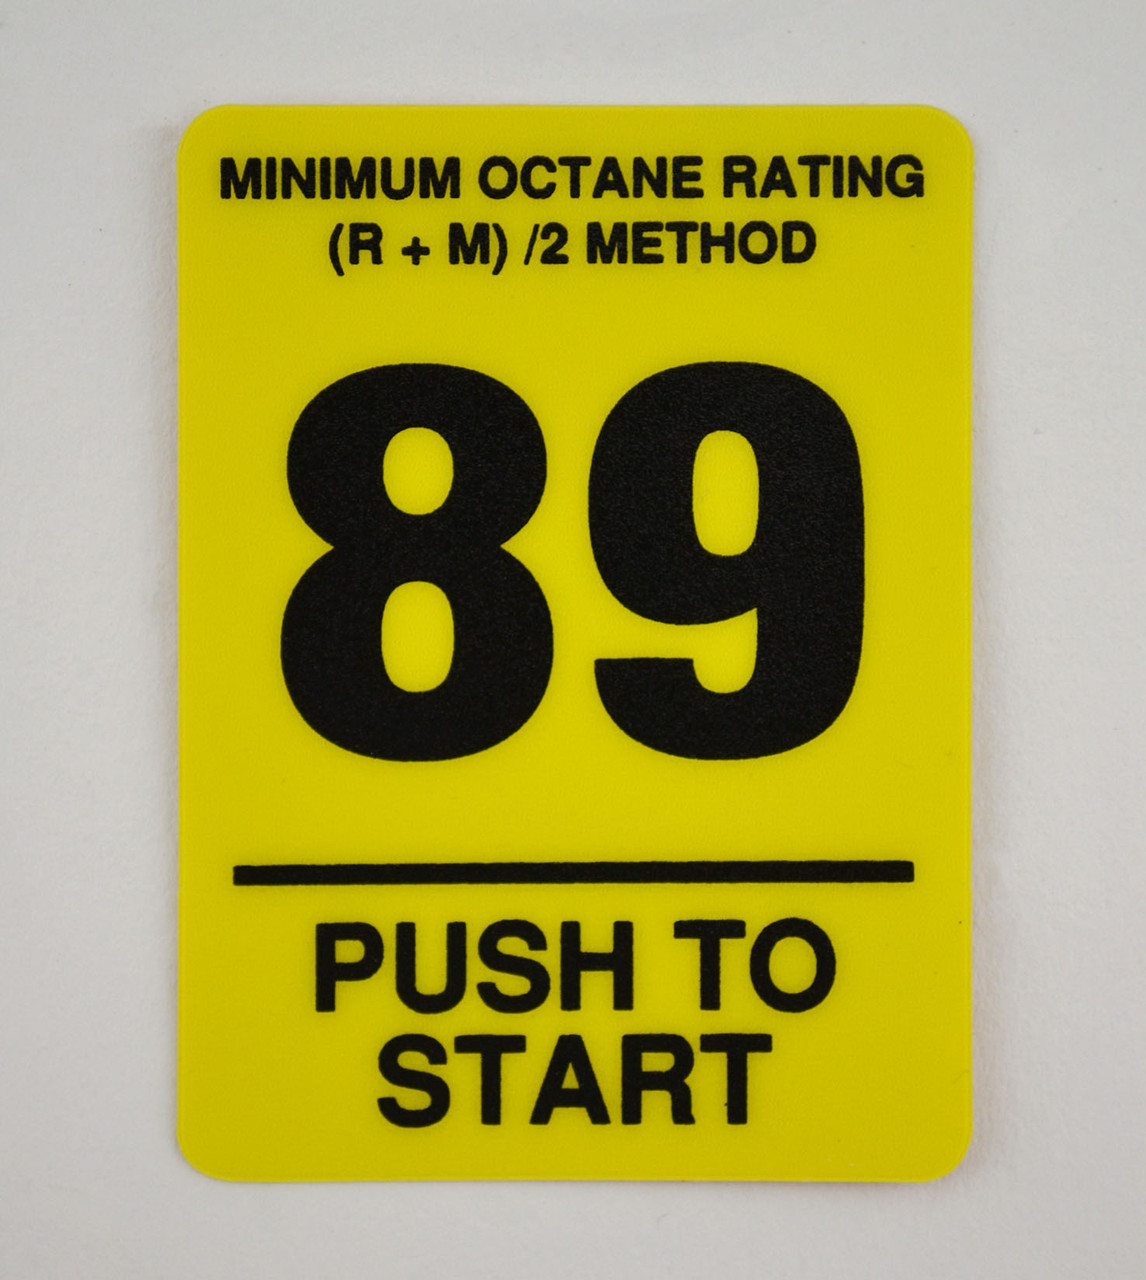 MINIMUM OCTANE RATING
(R + M) /2 METHOD
89
PUSH TO
START